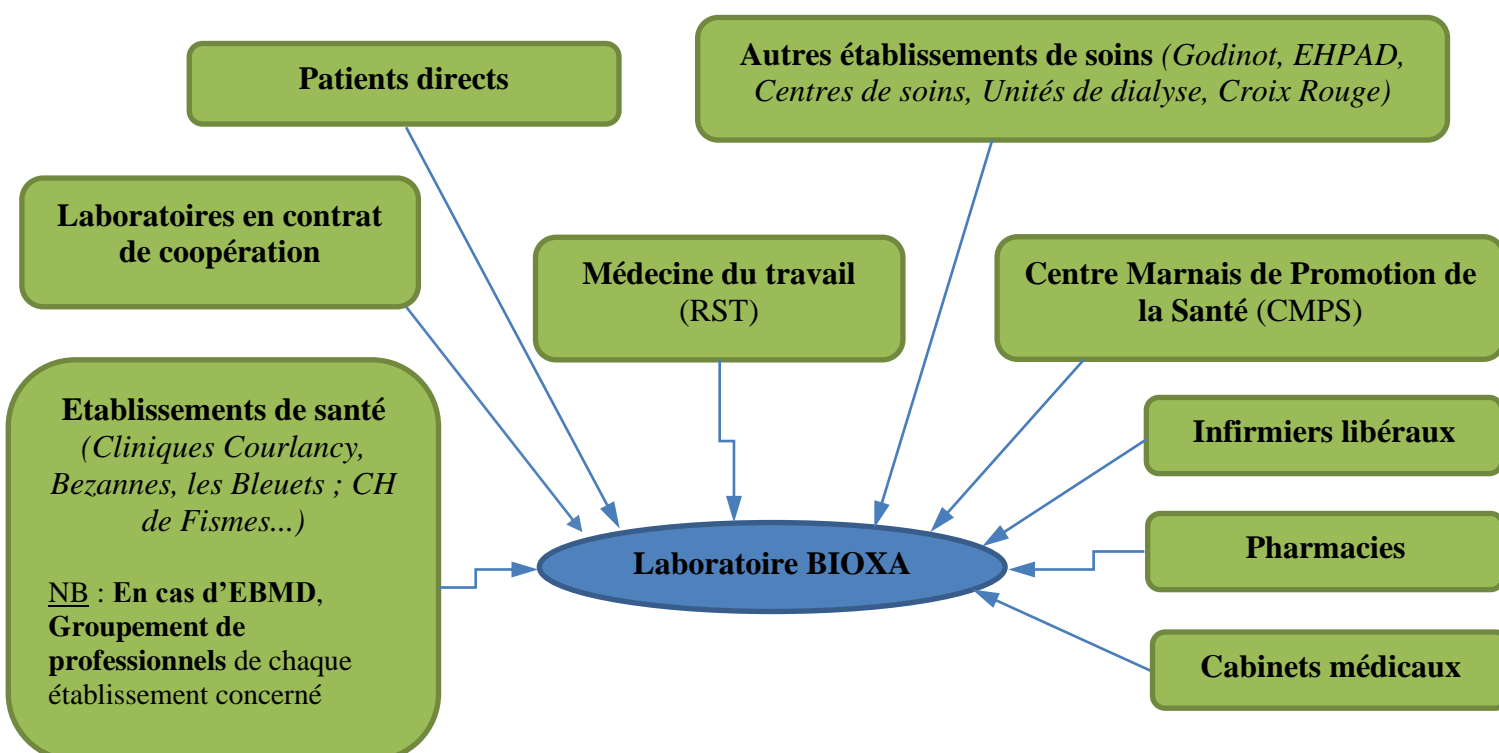 Patients directs
Autres établissements de soins (Godinot, EHPAD,
Centres de soins, Unités de dialyse, Croix Rouge)
Laboratoires en contrat
de coopération
Médecine du travail
(RST)
Centre Marnais de Promotion de
la Santé (CMPS)
Etablissements de santé
(Cliniques Courlancy,
Bezannes, les Bleuets ; CH
de Fismes...)
NB : En cas d’EBMD,
Groupement de
professionnels de chaque
établissement concerné
Laboratoire BIOXA
Infirmiers libéraux
Pharmacies
Cabinets médicaux